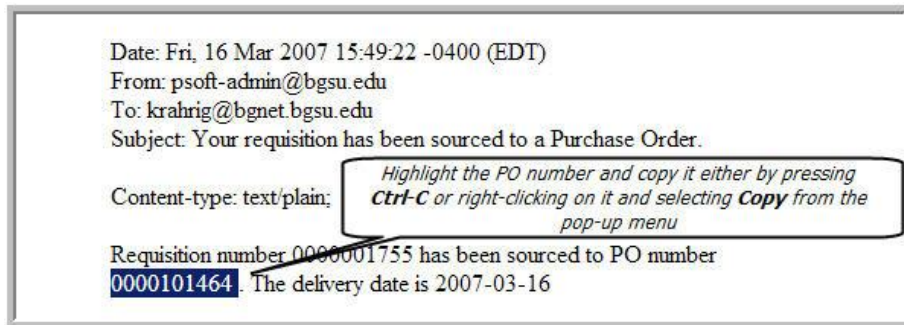 Date: Fri, 16 Mar 2007 15:49:22 -0400 (EDT)
From: psoft-admin@bgsu.edu
To: krahrig@bgnet.bgsu.edu
Subject: Your requisition has been sourced to a Purchase Order.
Content-type: text/plain;
Highlight the PO number and copy it either by pressing
Ctrl-C or right-clicking on it and selecting Copy from the
pop-up menu
Requisition number 0000001755 has been sourced to PO number
0000101464 . The delivery date is 2007-03-16